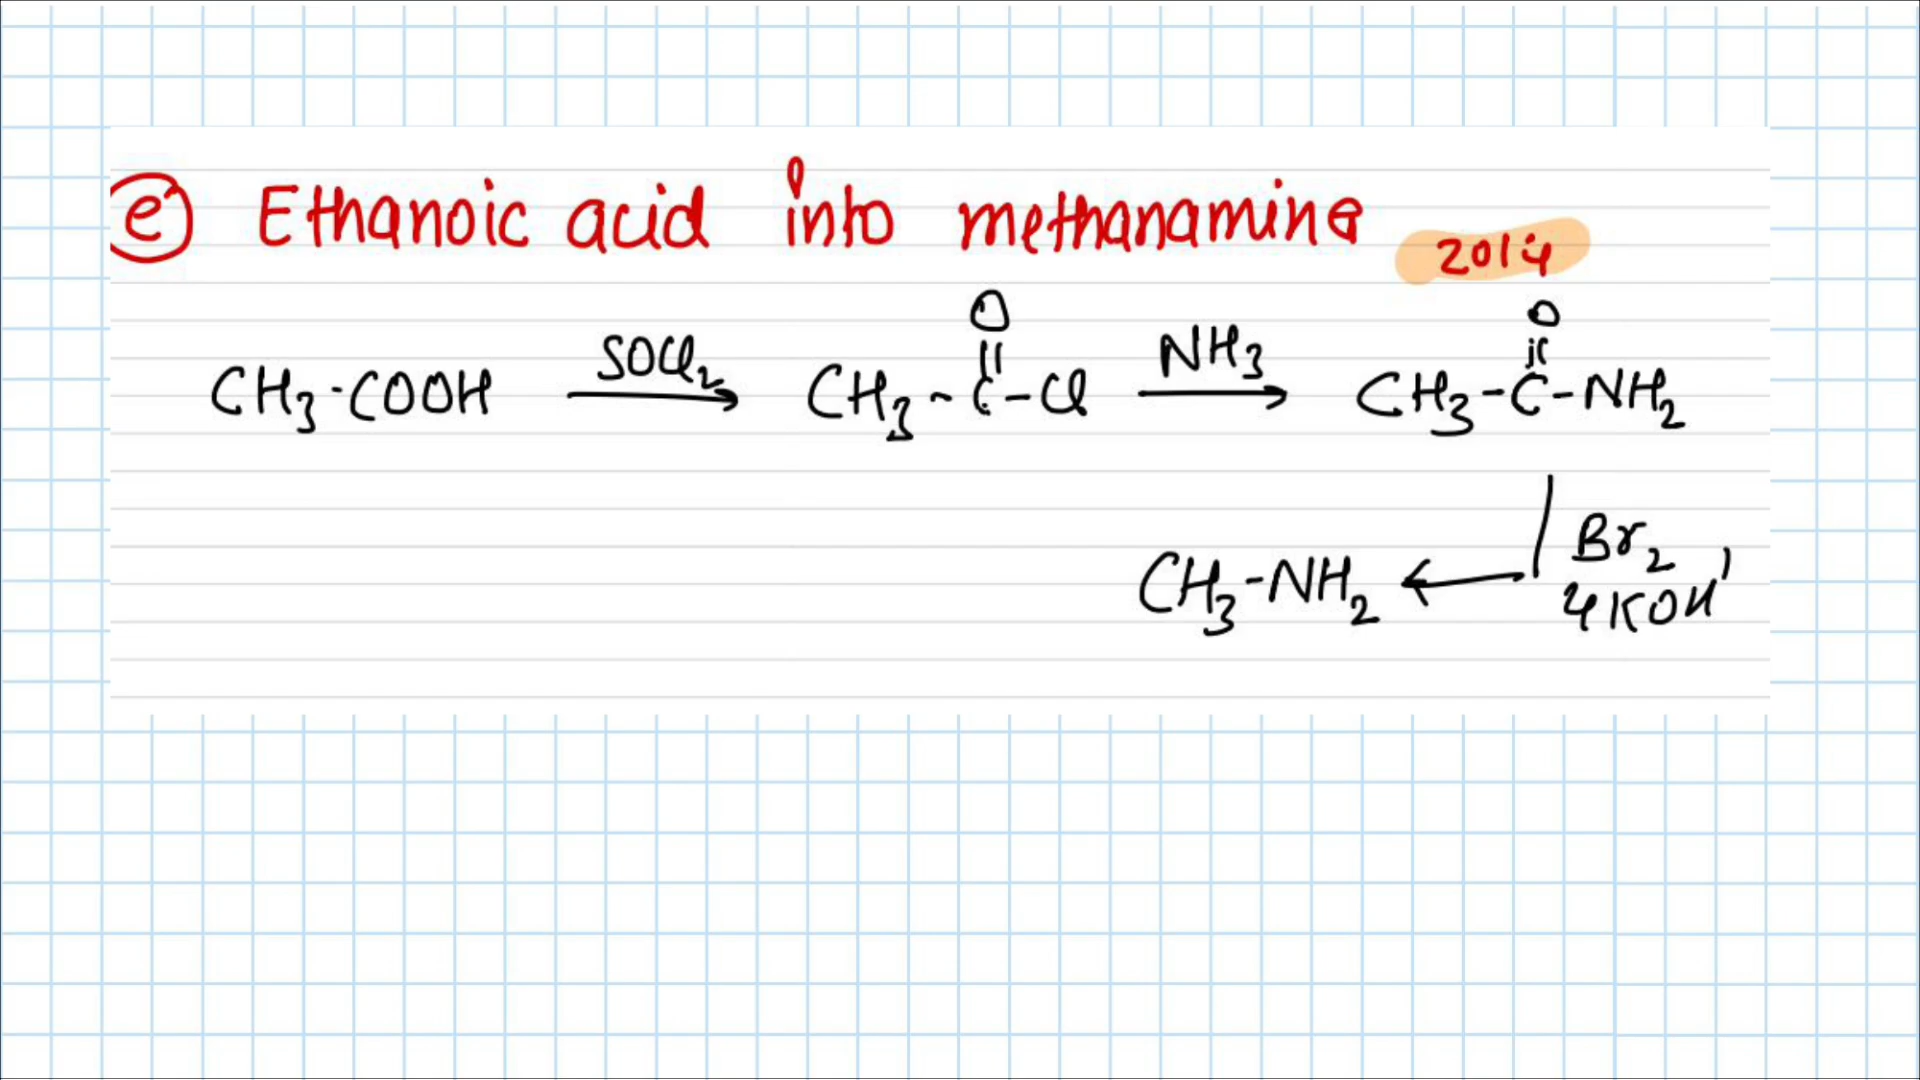 e Ethanoic acid into methanamine 2014
O O
CH3-COOH SOCl2 → CH3-C-Cl NH3 → CH3-C-NH2
CH3-NH2 ← Br2
4KOH